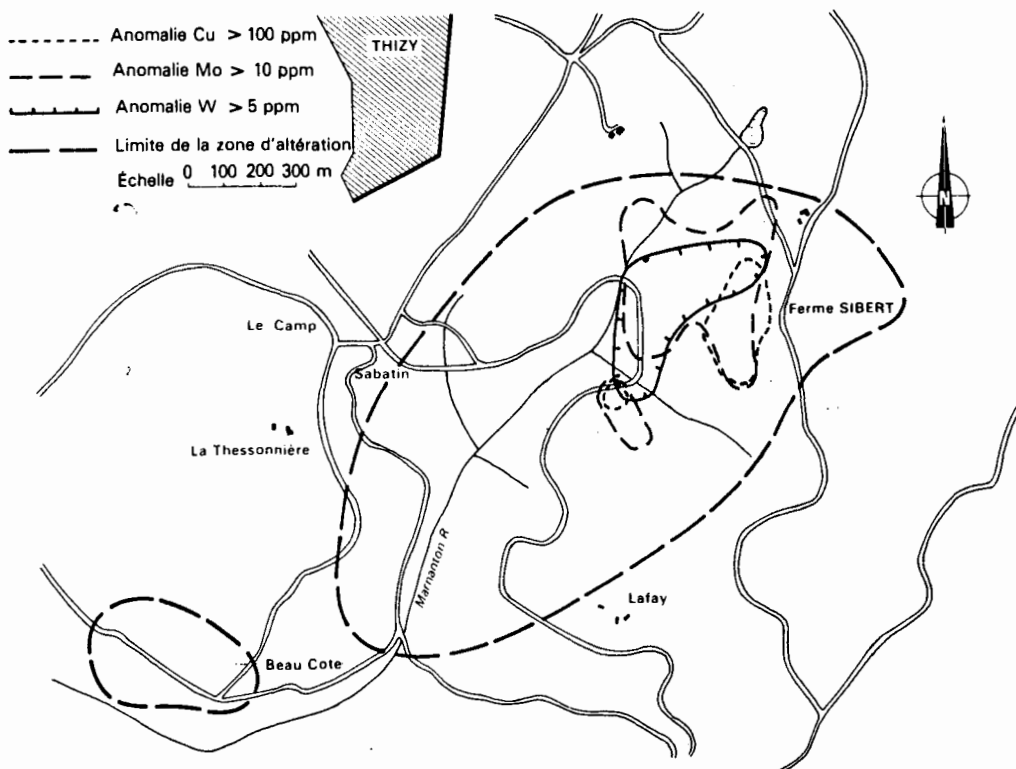 Anomalie Cu > 100 ppm
THIZY
Anomalie Mo > 10 ppm
Anomalie W > 5 ppm
Limite de la zone d'altération
Échelle 0 100 200 300 m
N
Ferme SIBERT
Le Camp
Sabatin
La Thessonnière
Marnanton R
Lafay
Beau Cote